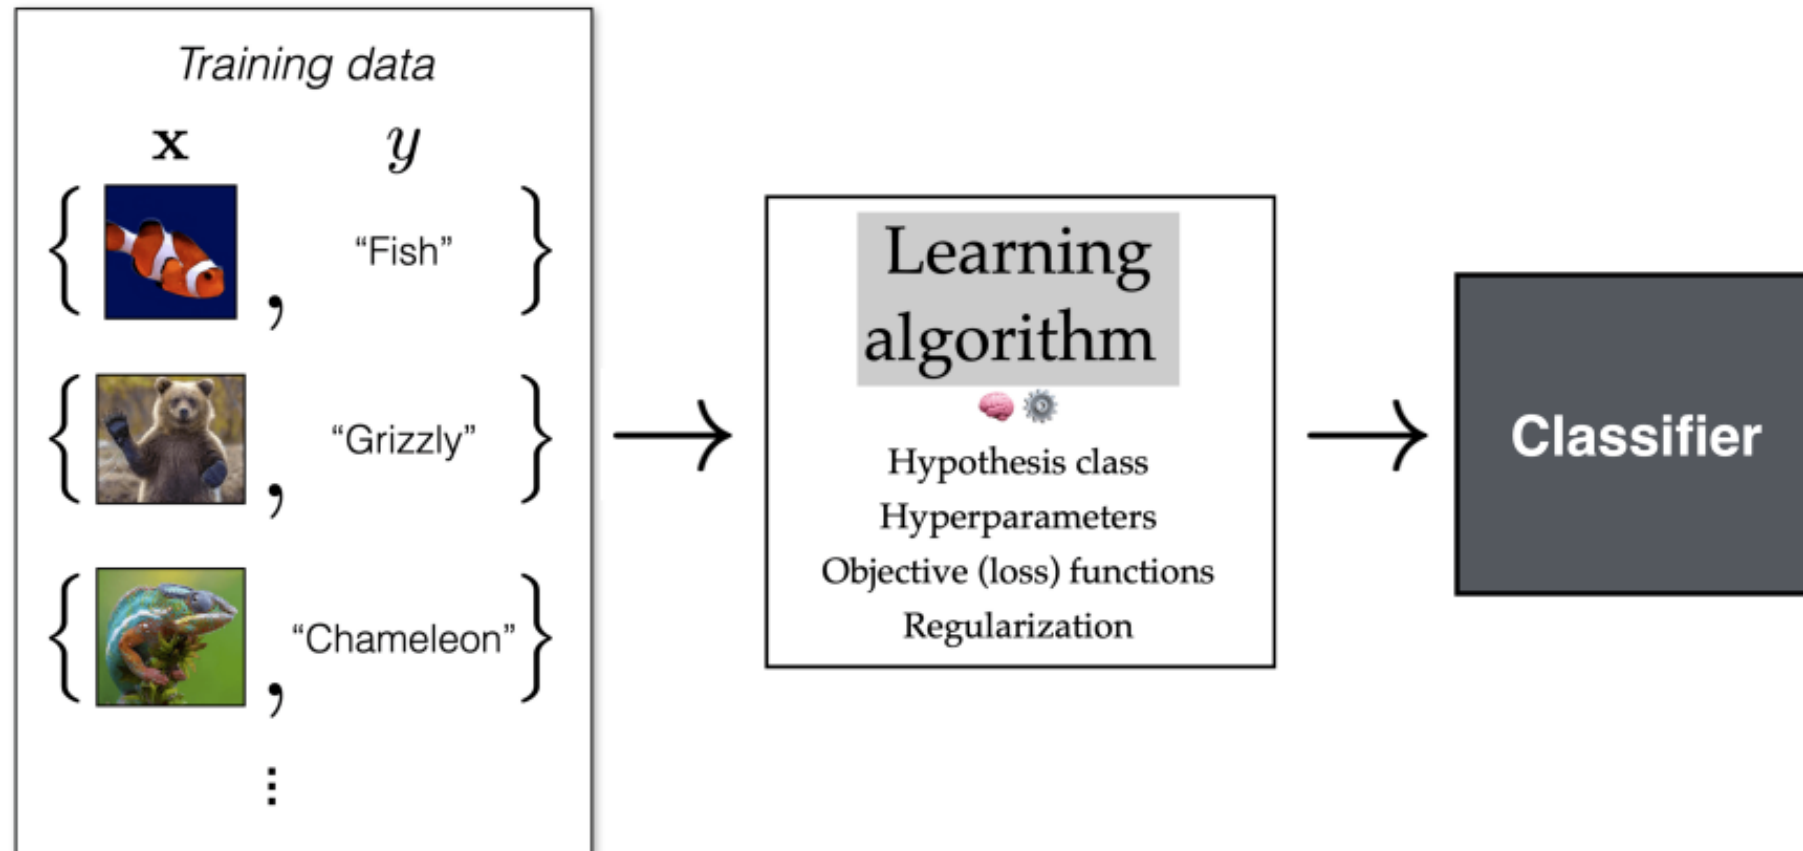 Training data
x y
{ , “Fish” }
{ , “Grizzly” }
{ , “Chameleon” }
⋮
Learning
algorithm
Hypothesis class
Hyperparameters
Objective (loss) functions
Regularization
Classifier